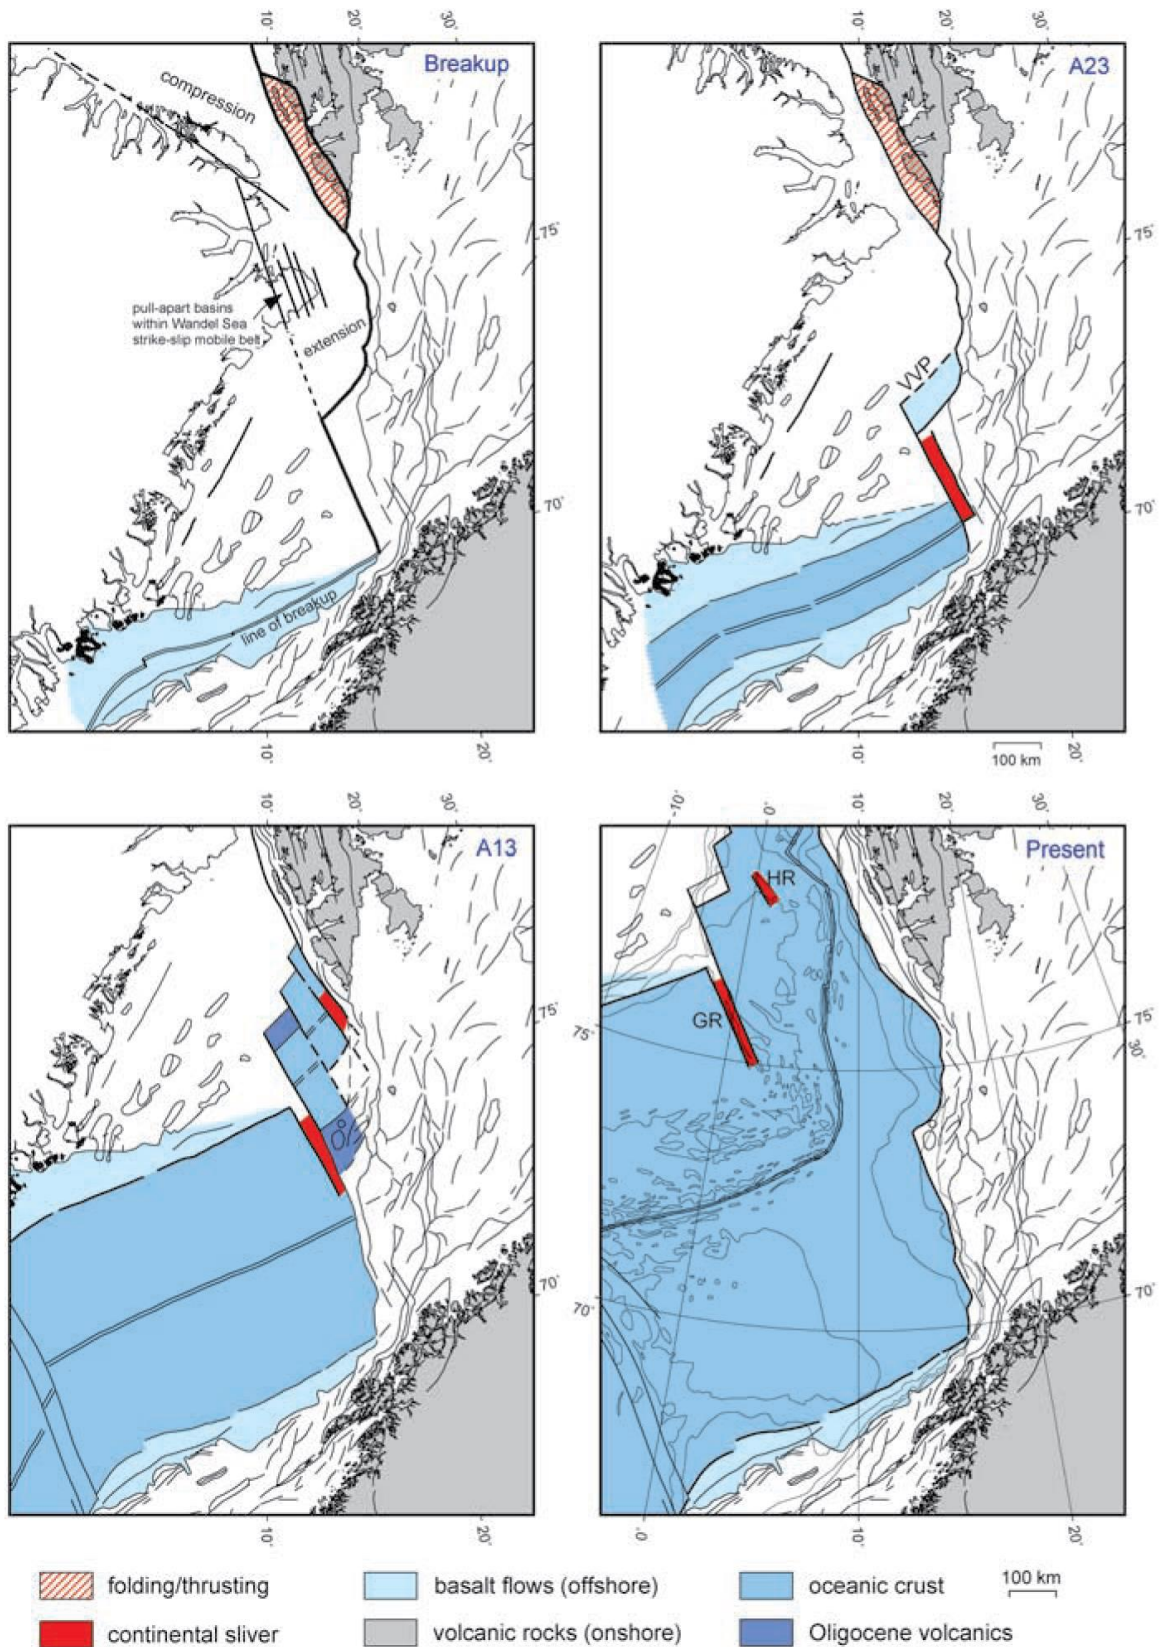 10° 20° 30°
Breakup
compression
75°
pull-apart basins
within Wandel Sea
strike-slip mobile belt
extension
70°
line of breakup
10° 20°
10° 20° 30°
A23
75°
VVP
70°
10° 20°
100 km
10° 20° 30°
A13
75°
70°
10° 20°
-10° -0° 10° 20° 30°
Present
HR
GR
75° 75°
30°
70° 70°
-0° 10° 20°
folding/thrusting
basalt flows (offshore)
oceanic crust
100 km
continental sliver
volcanic rocks (onshore)
Oligocene volcanics